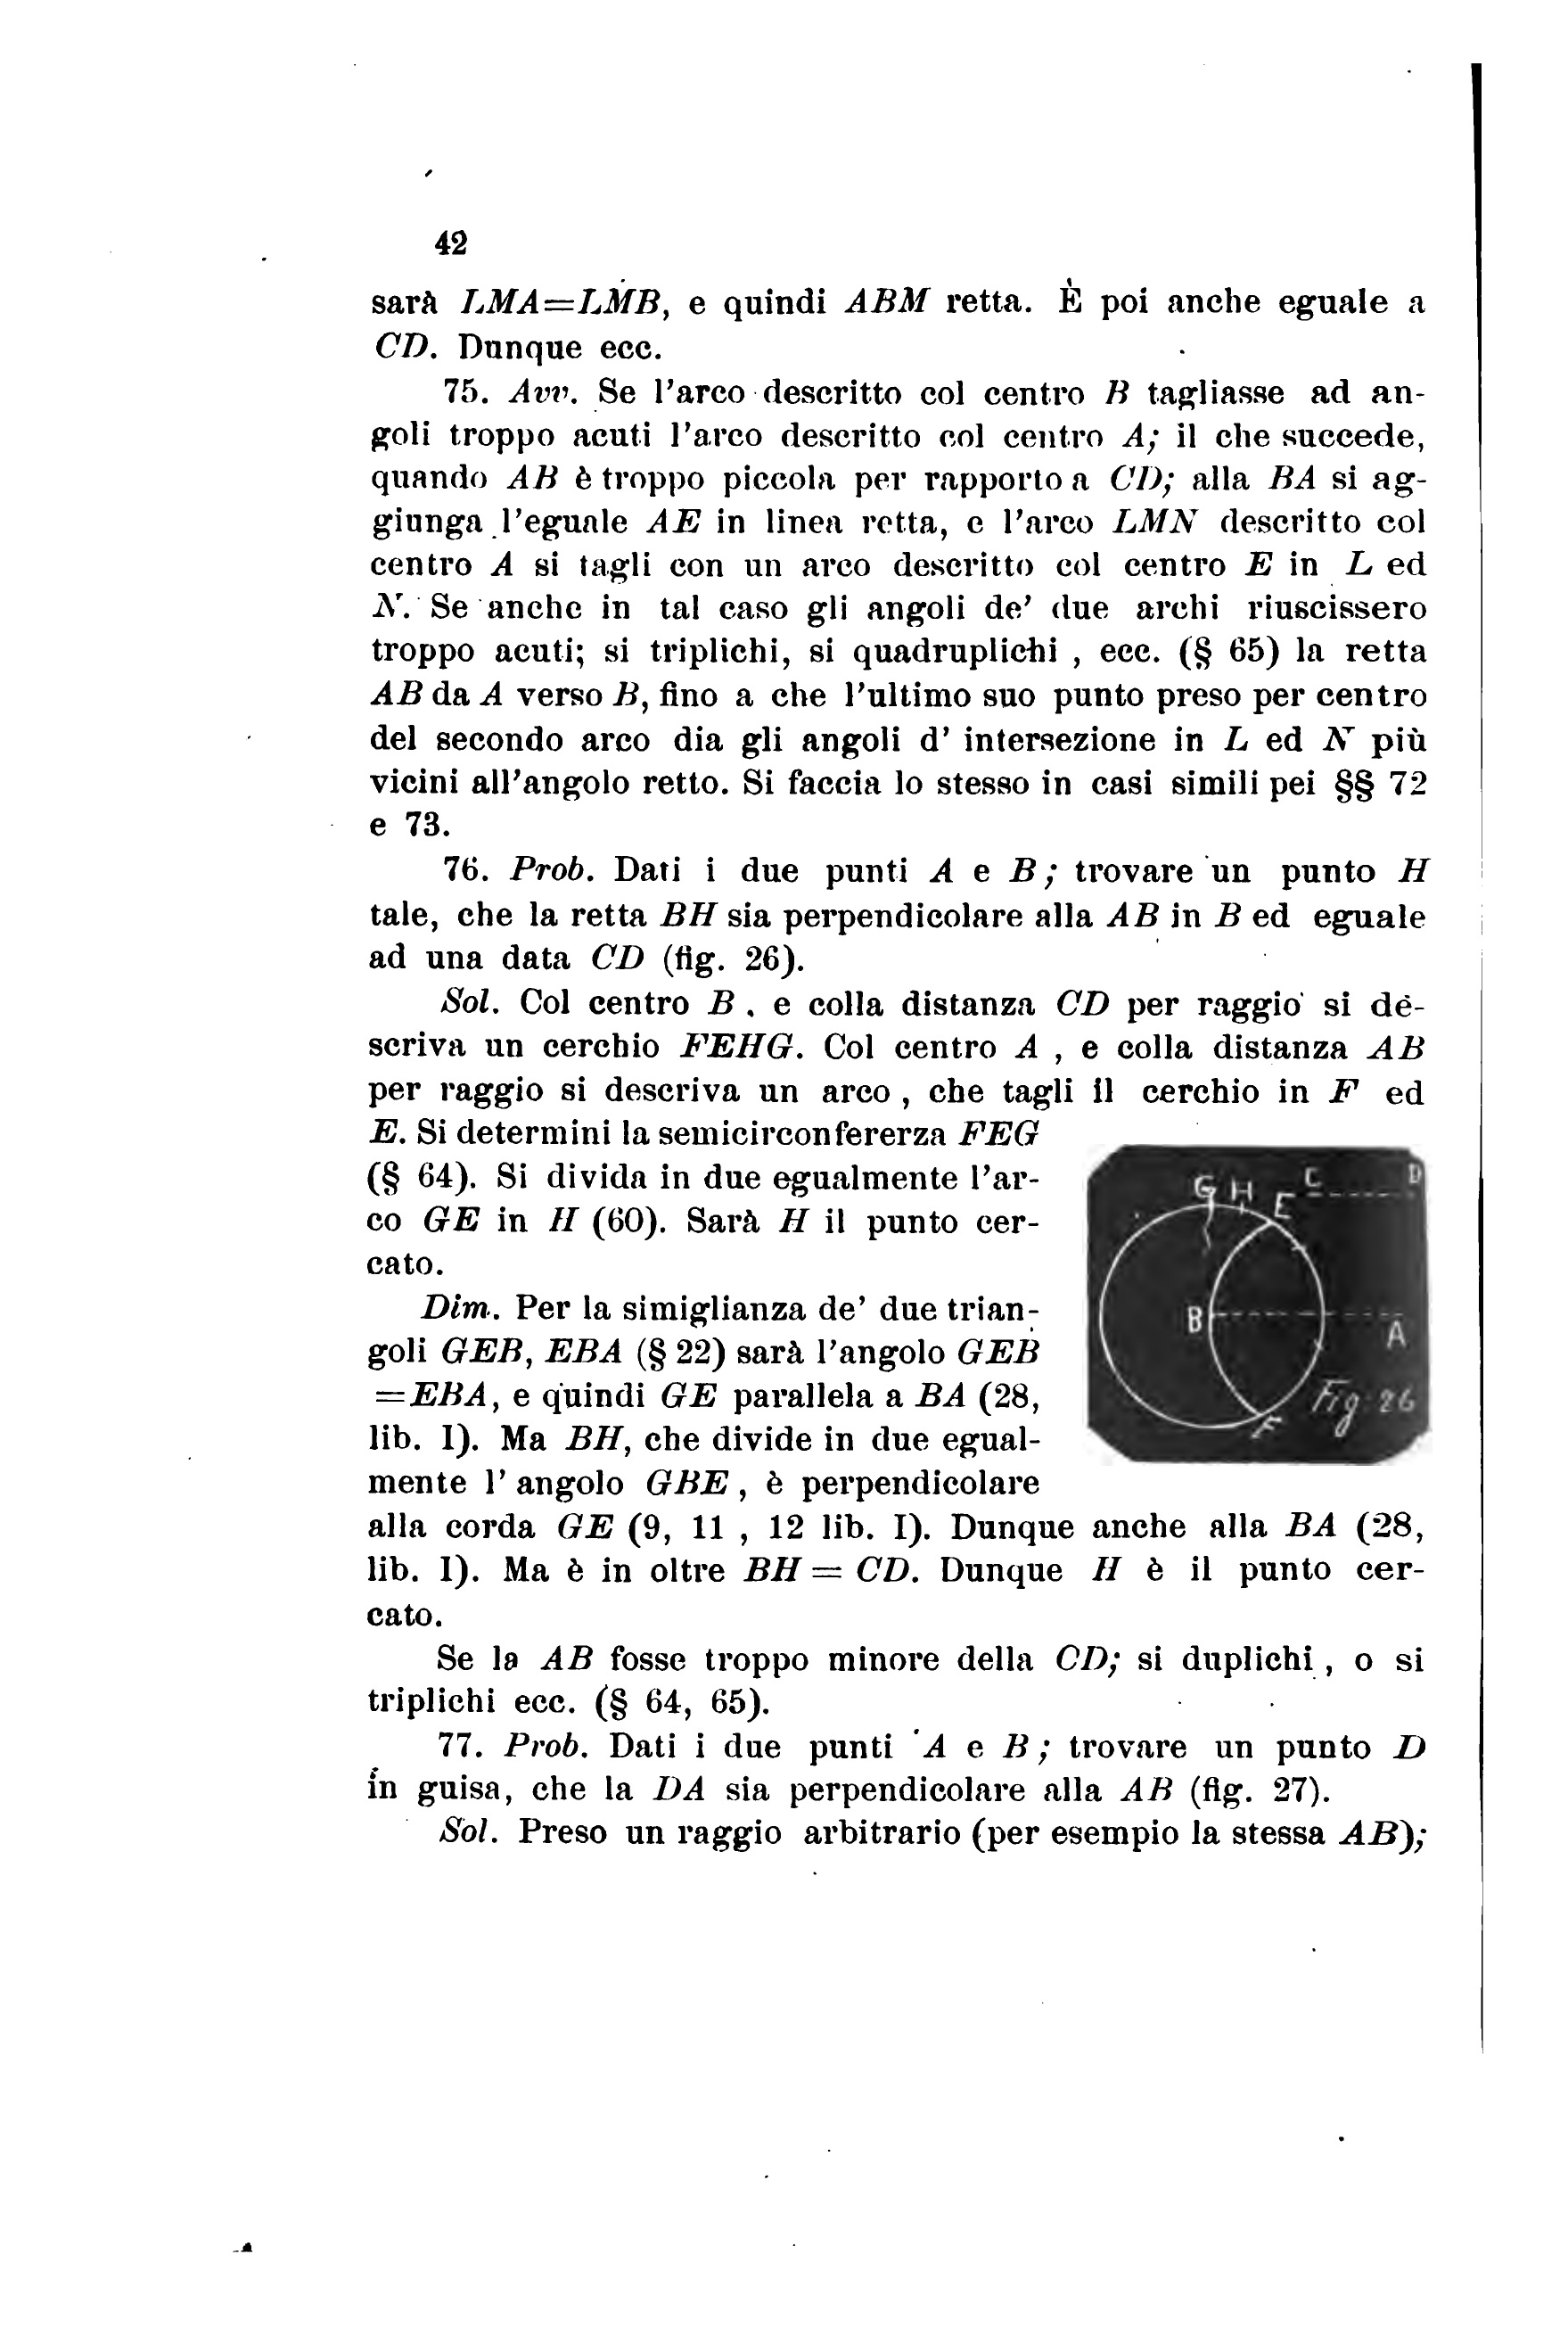 42
sarà LMA=LMB, e quindi ABM retta. È poi anche eguale a
CD. Dunque ecc.
75. Avv. Se l'arco descritto col centro B tagliasse ad an-
goli troppo acuti l'arco descritto col centro A; il che succede,
quando AB è troppo piccola per rapporto a CD; alla BA si ag-
giunga l'eguale AE in linea retta, e l'arco LMN descritto col
centro A si tagli con un arco descritto col centro E in L ed
N. Se anche in tal caso gli angoli de' due archi riuscissero
troppo acuti; si triplichi, si quadruplichi , ecc. (§ 65) la retta
AB da A verso B, fino a che l'ultimo suo punto preso per centro
del secondo arco dia gli angoli d' intersezione in L ed N più
vicini all'angolo retto. Si faccia lo stesso in casi simili pei §§ 72
e 73.
76. Prob. Dati i due punti A e B; trovare un punto H
tale, che la retta BH sia perpendicolare alla AB in B ed eguale
ad una data CD (fig. 26).
Sol. Col centro B , e colla distanza CD per raggio si de-
scriva un cerchio FEHG. Col centro A , e colla distanza AB
per raggio si descriva un arco , che tagli il cerchio in F ed
E. Si determini la semicirconfererza FEG
(§ 64). Si divida in due egualmente l'ar-
co GE in H (60). Sarà H il punto cer-
cato.
Dim. Per la simiglianza de' due trian-
goli GEB, EBA (§ 22) sarà l'angolo GEB
=EBA, e quindi GE parallela a BA (28,
lib. I). Ma BH, che divide in due egual-
mente l' angolo GBE , è perpendicolare
G H E C D
B A
F Fig 26
alla corda GE (9, 11 , 12 lib. I). Dunque anche alla BA (28,
lib. I). Ma è in oltre BH = CD. Dunque H è il punto cer-
cato.
Se la AB fosse troppo minore della CD; si duplichi , o si
triplichi ecc. (§ 64, 65).
77. Prob. Dati i due punti A e B; trovare un punto D
in guisa, che la DA sia perpendicolare alla AB (fig. 27).
Sol. Preso un raggio arbitrario (per esempio la stessa AB);